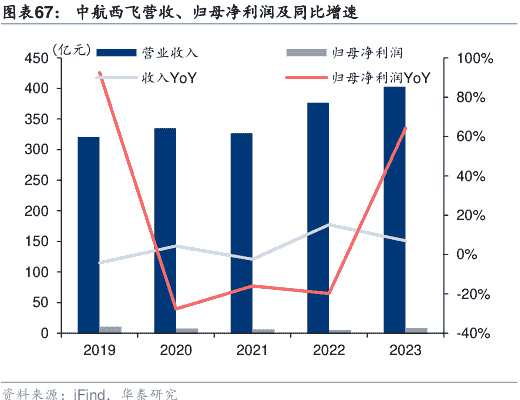 图表67: 中航西飞营收、归母净利润及同比增速
(亿元)
营业收入 归母净利润
收入YoY 归母净利润YoY
450 100%
400 80%
350 60%
300 40%
250 20%
200 0%
150 -20%
100 -40%
50
0
2019 2020 2021 2022 2023
资料来源: iFind, 华泰研究